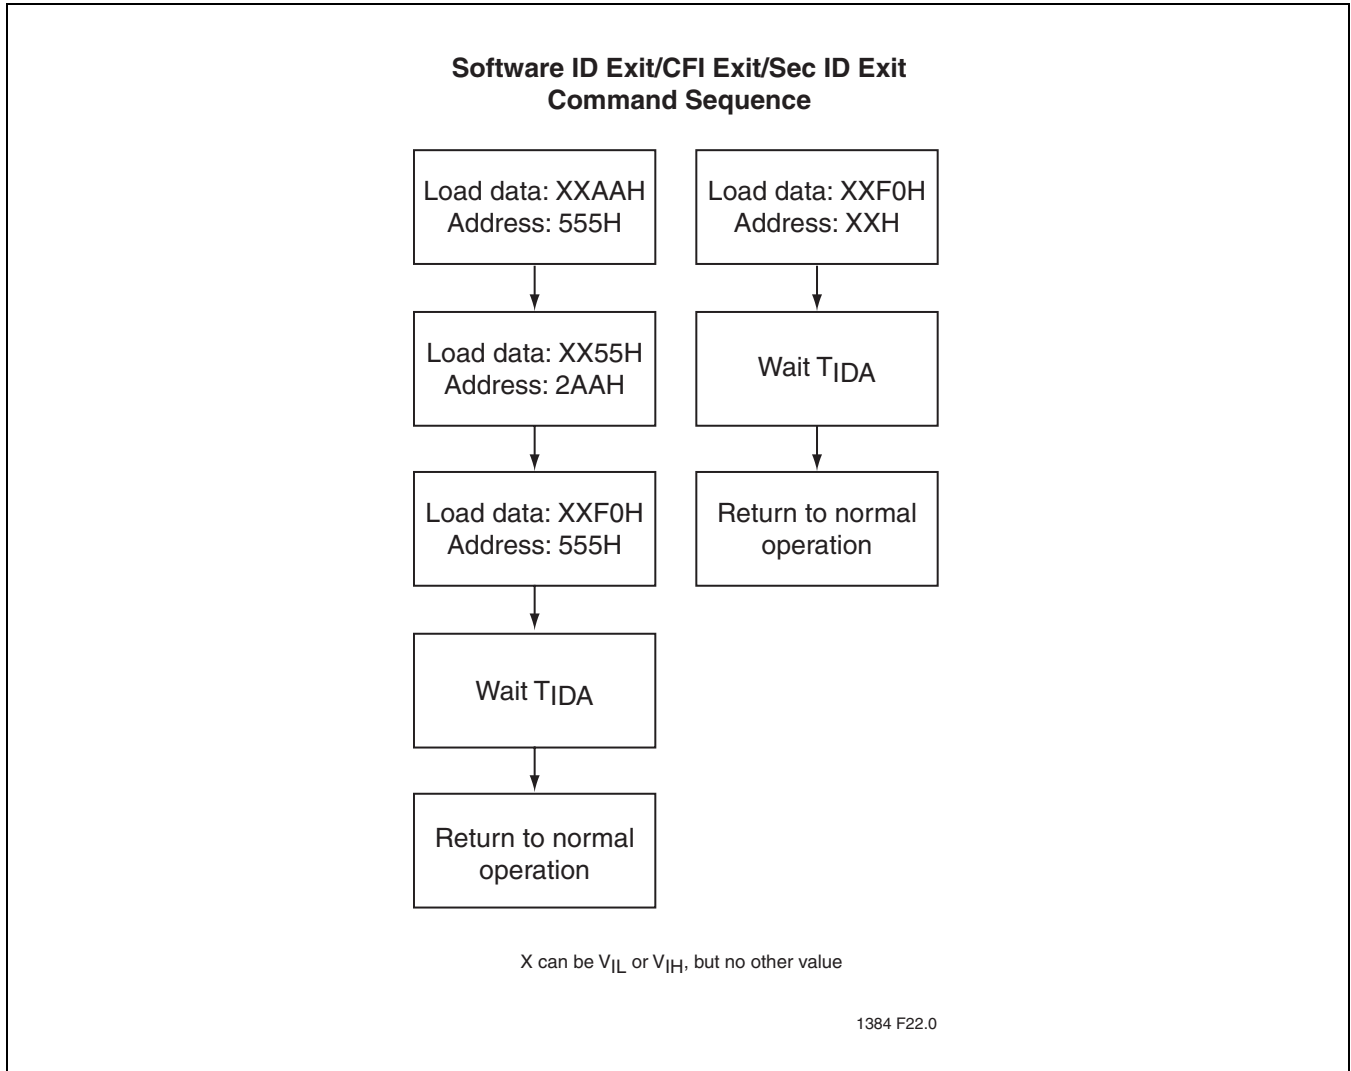 Software ID Exit/CFI Exit/Sec ID Exit
Command Sequence
Load data: XXAAH
Address: 555H
Load data: XX55H
Address: 2AAH
Load data: XXF0H
Address: 555H
Wait TIDA
Return to normal
operation
Load data: XXF0H
Address: XXH
Wait TIDA
Return to normal
operation
X can be VIL or VIH, but no other value
1384 F22.0